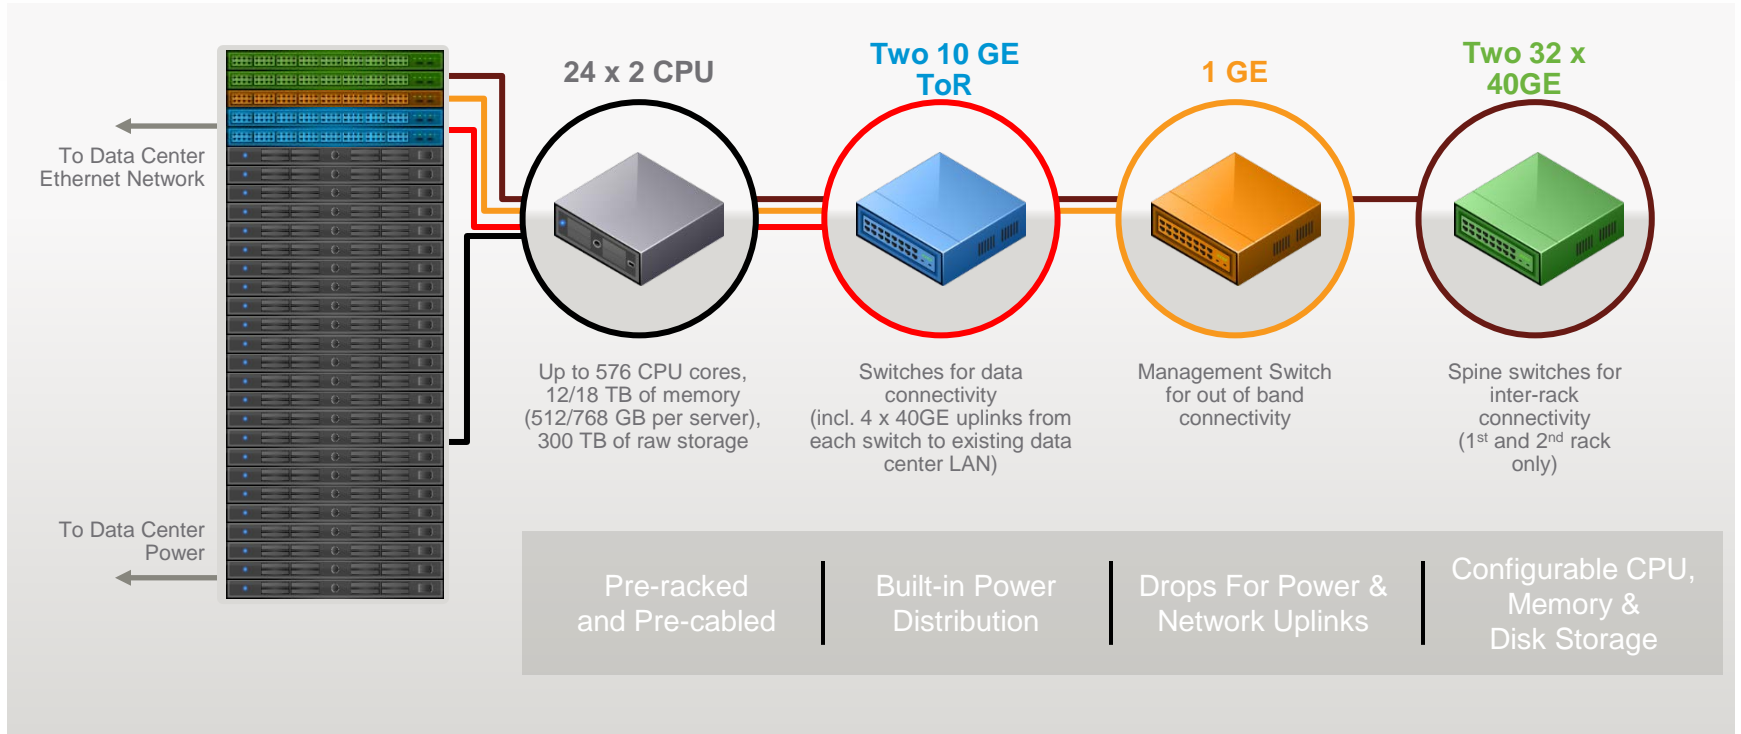 To Data Center
Ethernet Network
To Data Center
Power
24 x 2 CPU
Up to 576 CPU cores,
12/18 TB of memory
(512/768 GB per server),
300 TB of raw storage
Two 10 GE
ToR
Switches for data
connectivity
(incl. 4 x 40GE uplinks from
each switch to existing data
center LAN)
1 GE
Management Switch
for out of band
connectivity
Two 32 x
40GE
Spine switches for
inter-rack
connectivity
(1st and 2nd rack
only)
Pre-racked
and Pre-cabled
Built-in Power
Distribution
Drops For Power &
Network Uplinks
Configurable CPU,
Memory &
Disk Storage